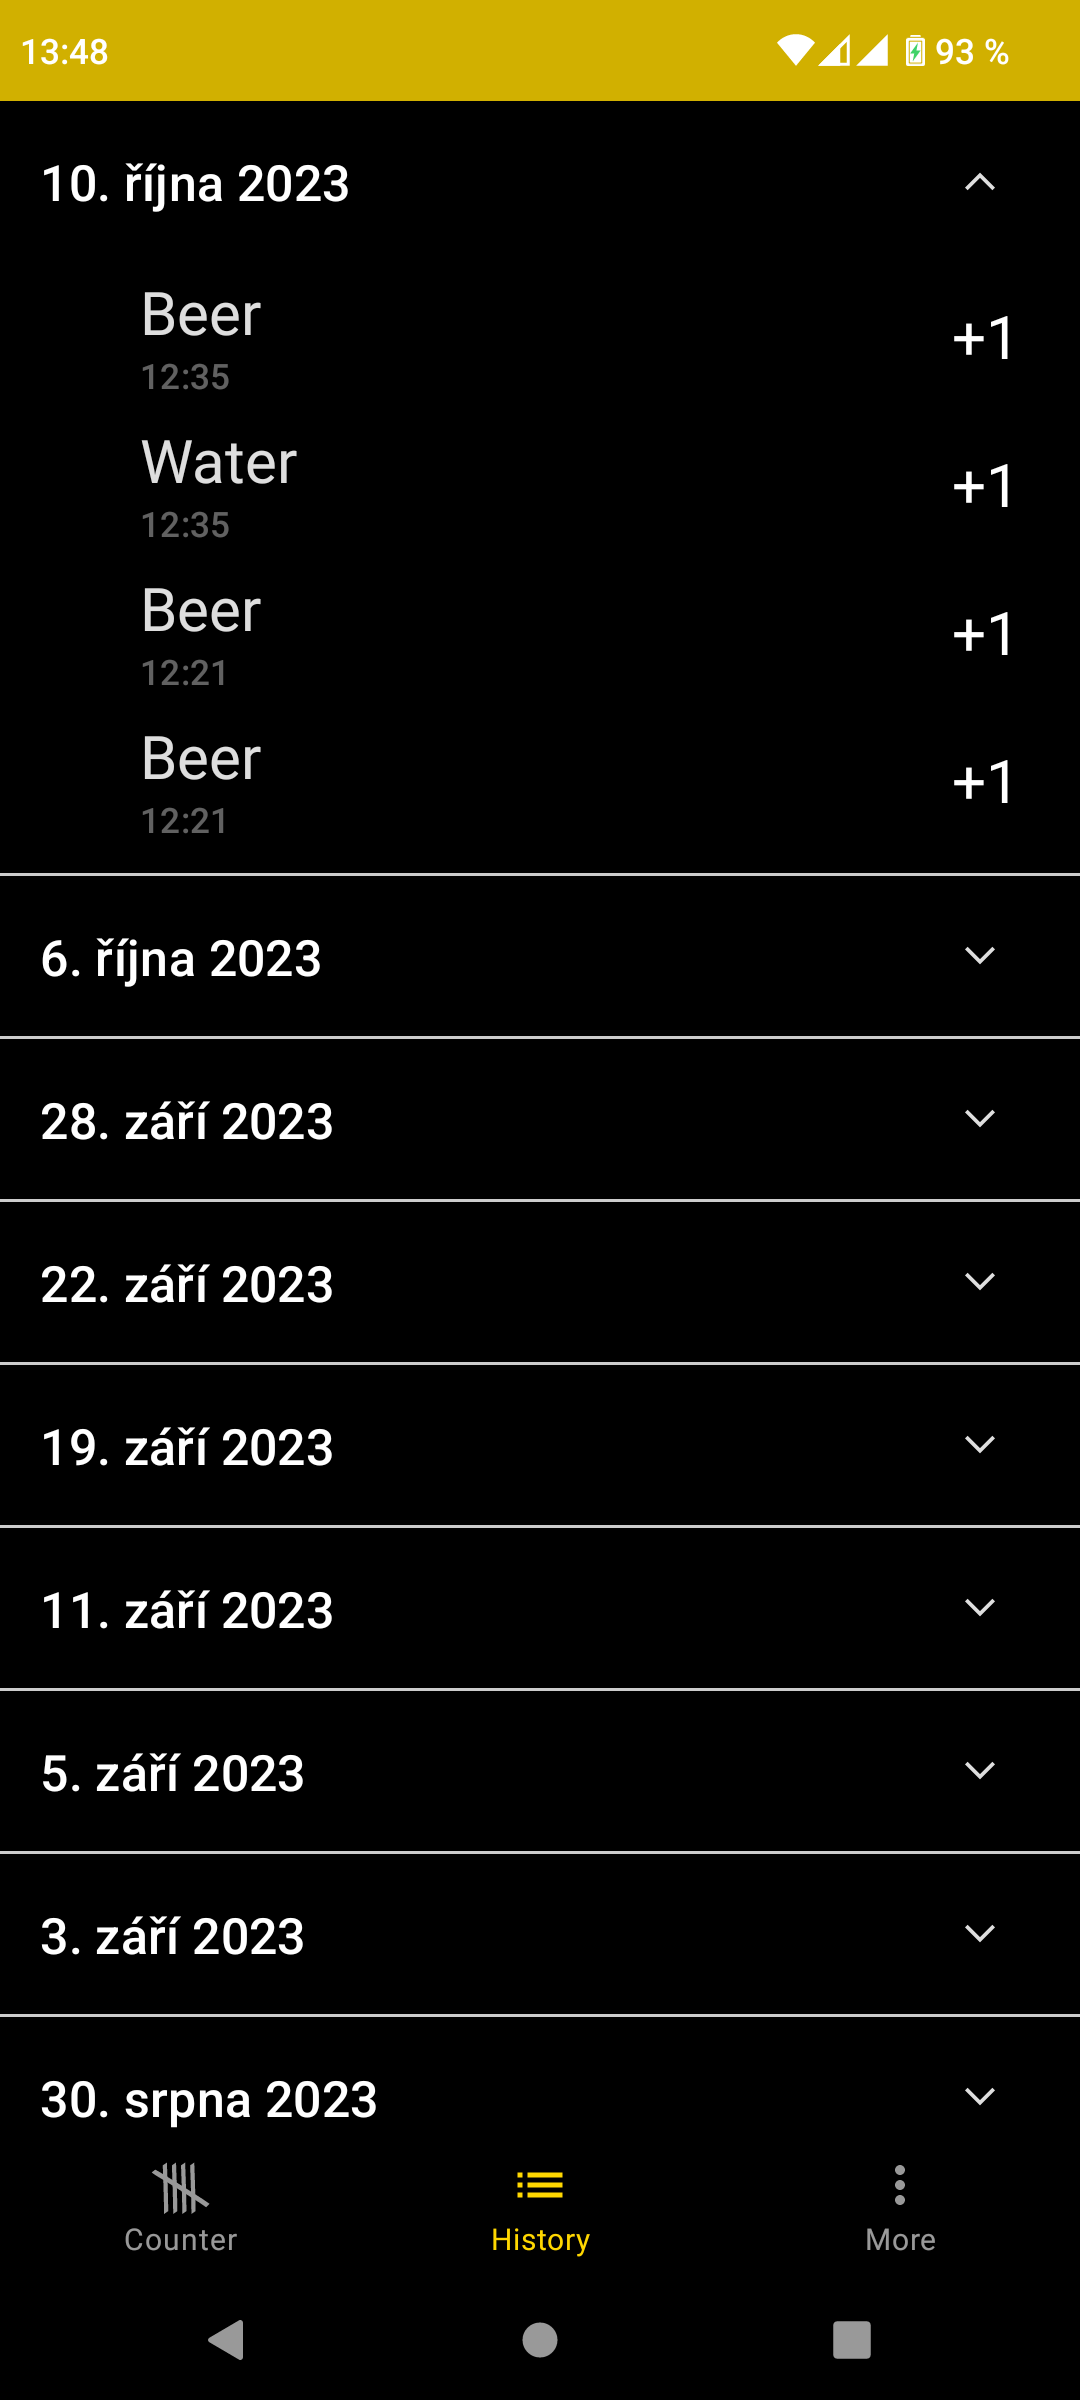 13:48 93 %
10. října 2023
Beer +1
12:35
Water +1
12:35
Beer +1
12:21
Beer +1
12:21
6. října 2023
28. září 2023
22. září 2023
19. září 2023
11. září 2023
5. září 2023
3. září 2023
30. srpna 2023
Counter History More